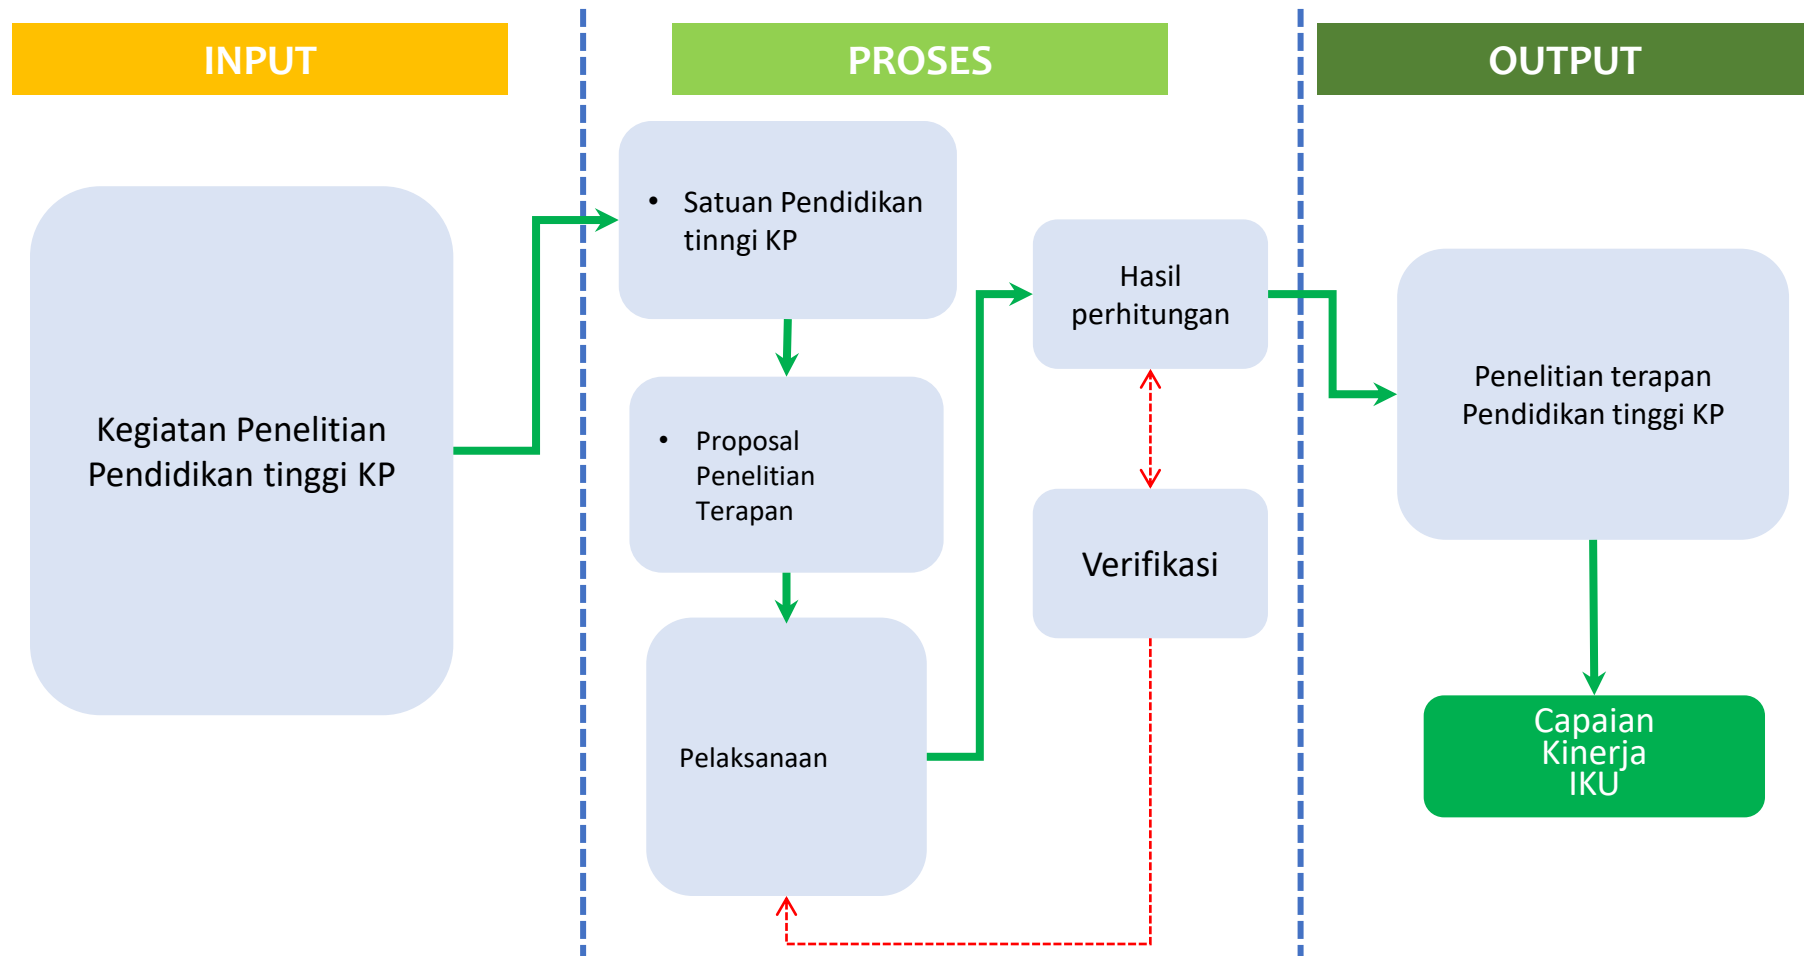 INPUT
PROSES
OUTPUT
Kegiatan Penelitian
Pendidikan tinggi KP
• Satuan Pendidikan
tinngi KP
• Proposal
Penelitian
Terapan
Pelaksanaan
Hasil
perhitungan
Verifikasi
Penelitian terapan
Pendidikan tinggi KP
Capaian
Kinerja
IKU